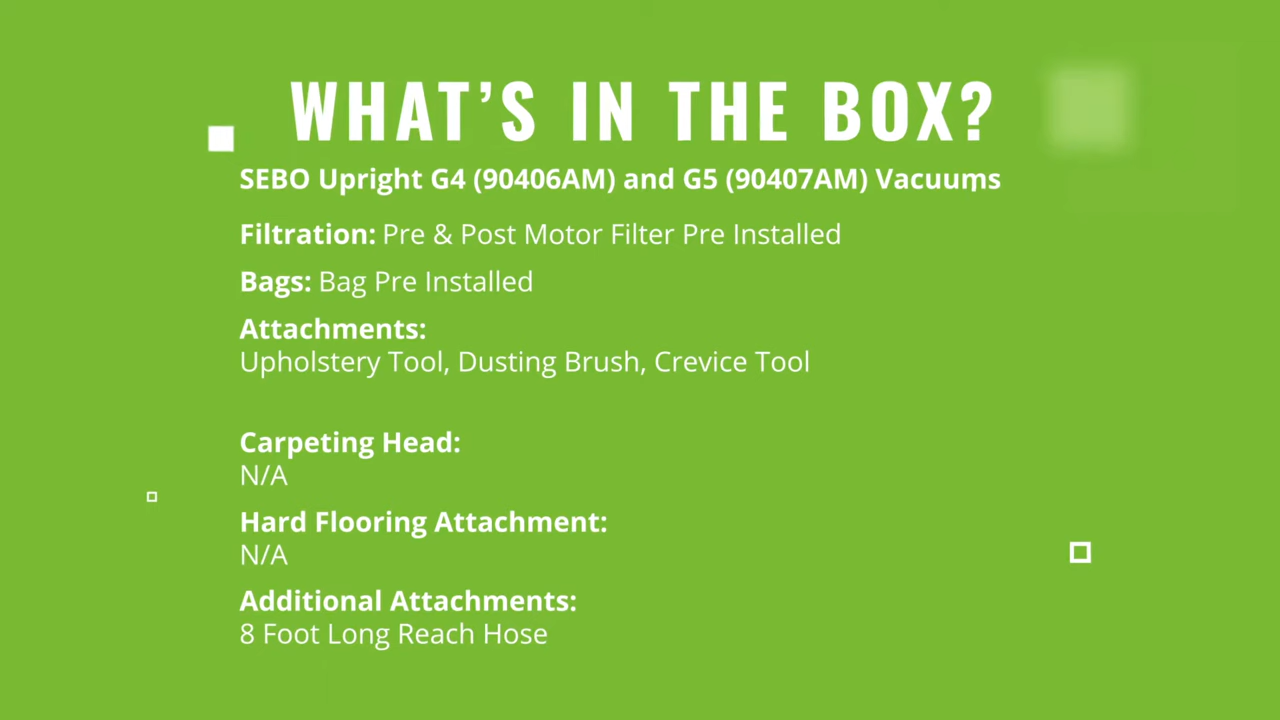 WHAT'S IN THE BOX?
SEBO Upright G4 (90406AM) and G5 (90407AM) Vacuums
Filtration: Pre & Post Motor Filter Pre Installed
Bags: Bag Pre Installed
Attachments:
Upholstery Tool, Dusting Brush, Crevice Tool
Carpeting Head:
N/A
Hard Flooring Attachment:
N/A
Additional Attachments:
8 Foot Long Reach Hose